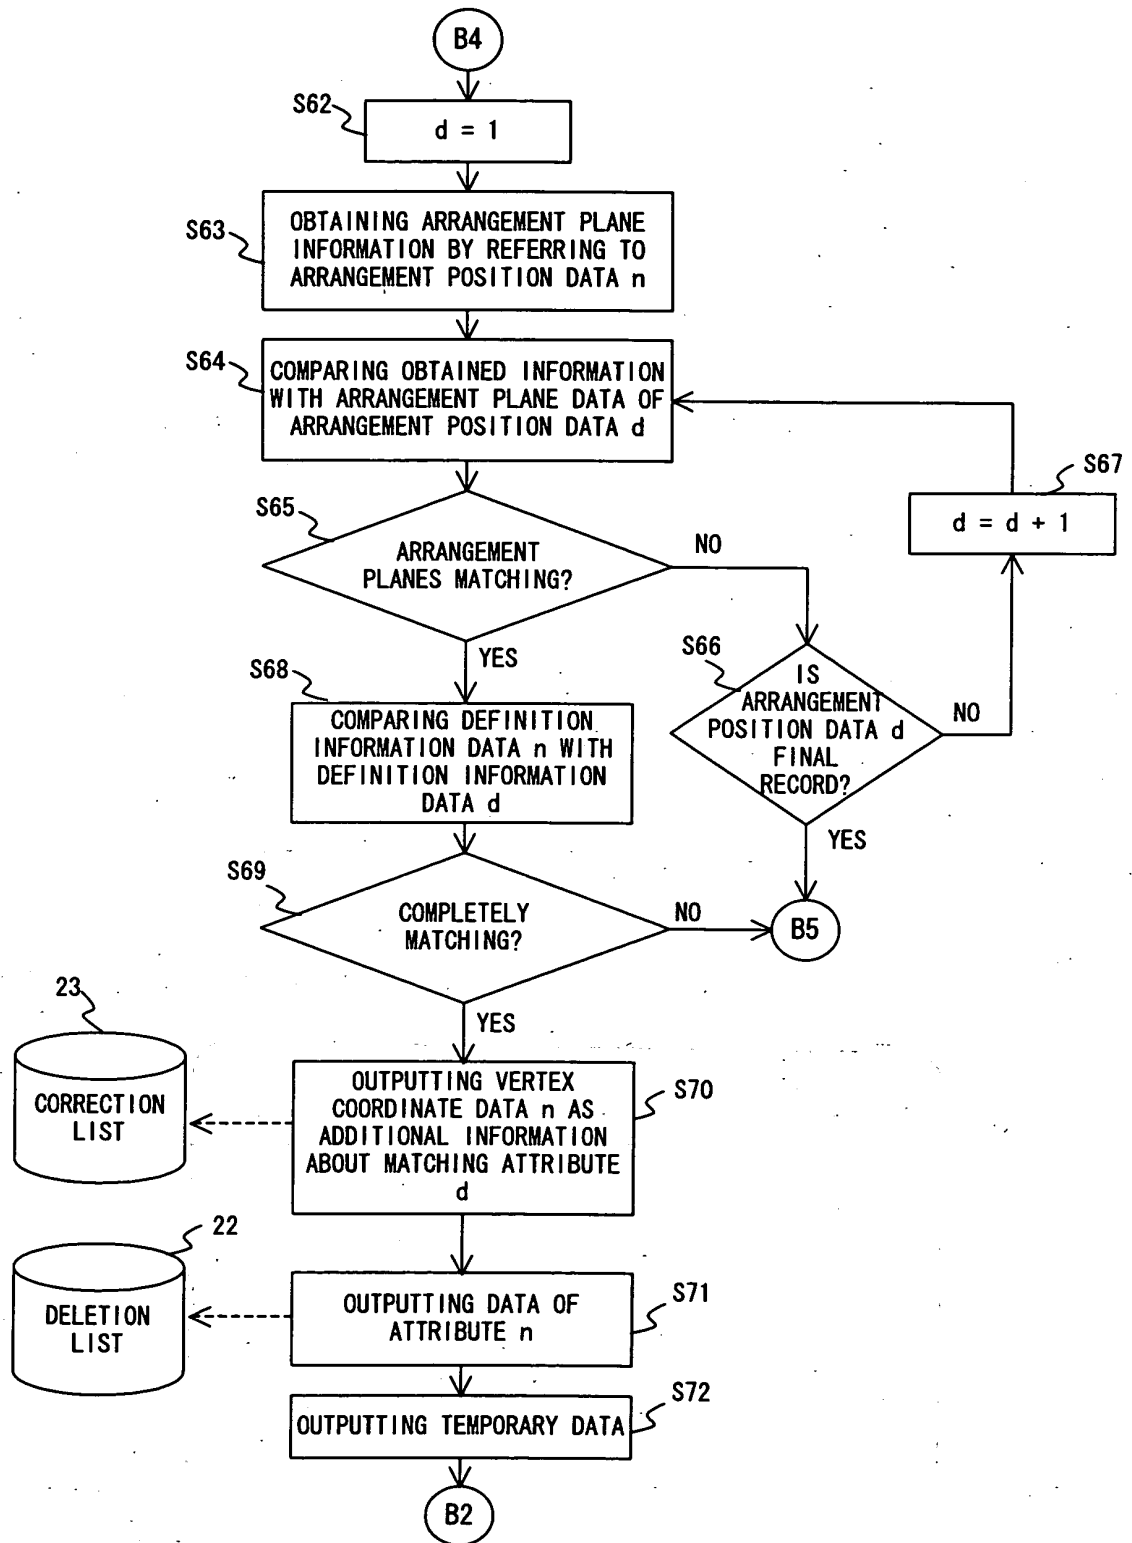 B4
S62
d = 1
S63
OBTAINING ARRANGEMENT PLANE
INFORMATION BY REFERRING TO
ARRANGEMENT POSITION DATA n
S64
COMPARING OBTAINED INFORMATION
WITH ARRANGEMENT PLANE DATA OF
ARRANGEMENT POSITION DATA d
S67
d = d + 1
S65
ARRANGEMENT
PLANES MATCHING?
NO
YES
S66
IS
ARRANGEMENT
POSITION DATA d
FINAL
RECORD?
NO
YES
S68
COMPARING DEFINITION
INFORMATION DATA n WITH
DEFINITION INFORMATION
DATA d
S69
COMPLETELY
MATCHING?
NO
B5
YES
23
CORRECTION
LIST
OUTPUTTING VERTEX
COORDINATE DATA n AS
ADDITIONAL INFORMATION
ABOUT MATCHING ATTRIBUTE
d
S70
22
DELETION
LIST
OUTPUTTING DATA OF
ATTRIBUTE n
S71
S72
OUTPUTTING TEMPORARY DATA
B2